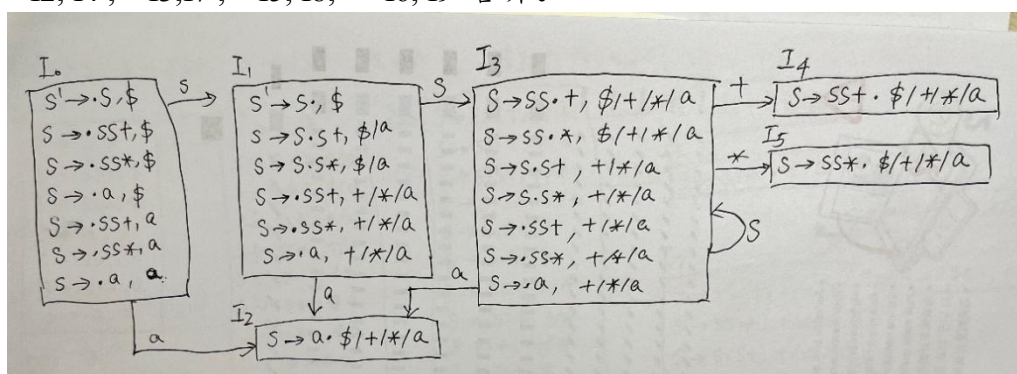 I₀
S'→·S,$
S→·SS+,$
S→·SS*,$
S→·a,$
S→·SS+,a
S→·SS*,a
S→·a, a
S
a
I₁
S'→S·,$
S→S·S+,$/a
S→S·S*,$/a
S→·SS+,+/*/a
S→·SS*,+/*/a
S→·a,+/*/a
S
a
I₂
S→a·$/+/*/a
I₃
S→SS·+,$/+/*/a
S→SS·*,$/+/*/a
S→S·S+,+/*/a
S→S·S*,+/*/a
S→·SS+,+/*/a
S→·SS*,+/*/a
S→·a,+/*/a
a
S
+
I₄
S→SS+·$/+/*/a
*
I₅
S→SS*·$/+/*/a